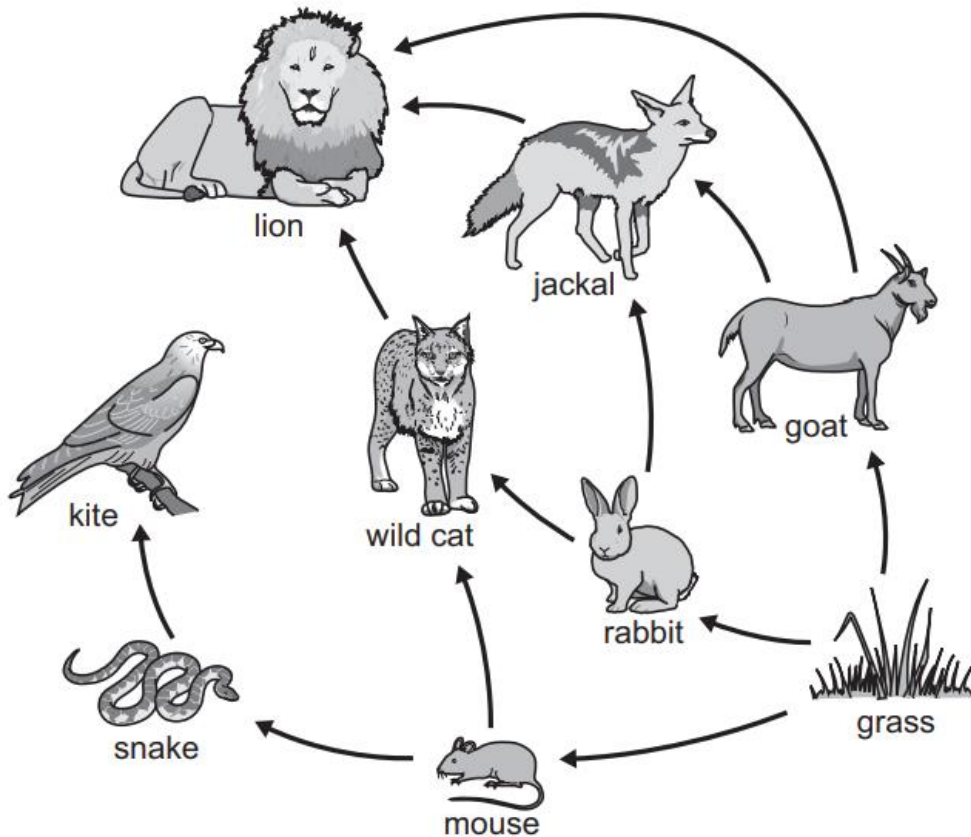 lion
jackal
goat
kite
wild cat
rabbit
grass
snake
mouse